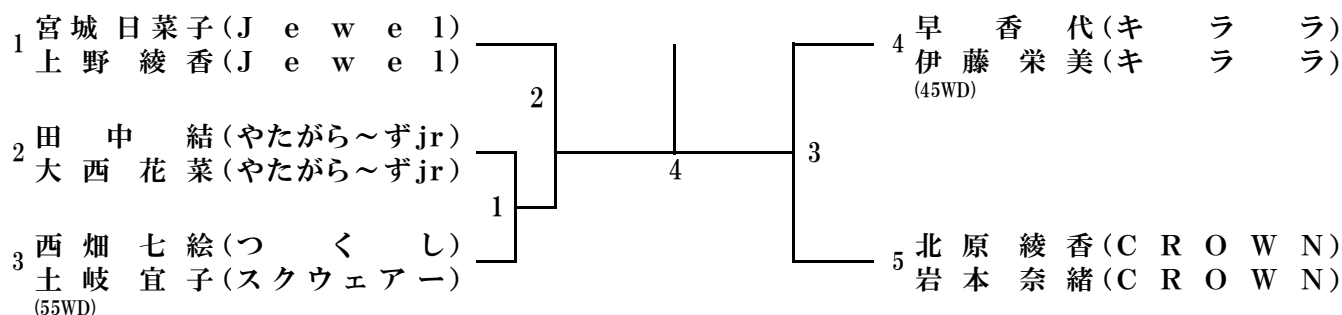 1 宮城 日菜子(Jewel)
上野 綾香(Jewel)
2 田中 結(やたがら～ずjr)
大西 花菜(やたがら～ずjr)
3 西畑 七絵(つくし)
土岐 宜子(スクウェアー)
(55WD)
2
1
4
3
4 早 香代(キララ)
伊藤 栄美(キララ)
(45WD)
5 北原 綾香(CROWN)
岩本 奈緒(CROWN)